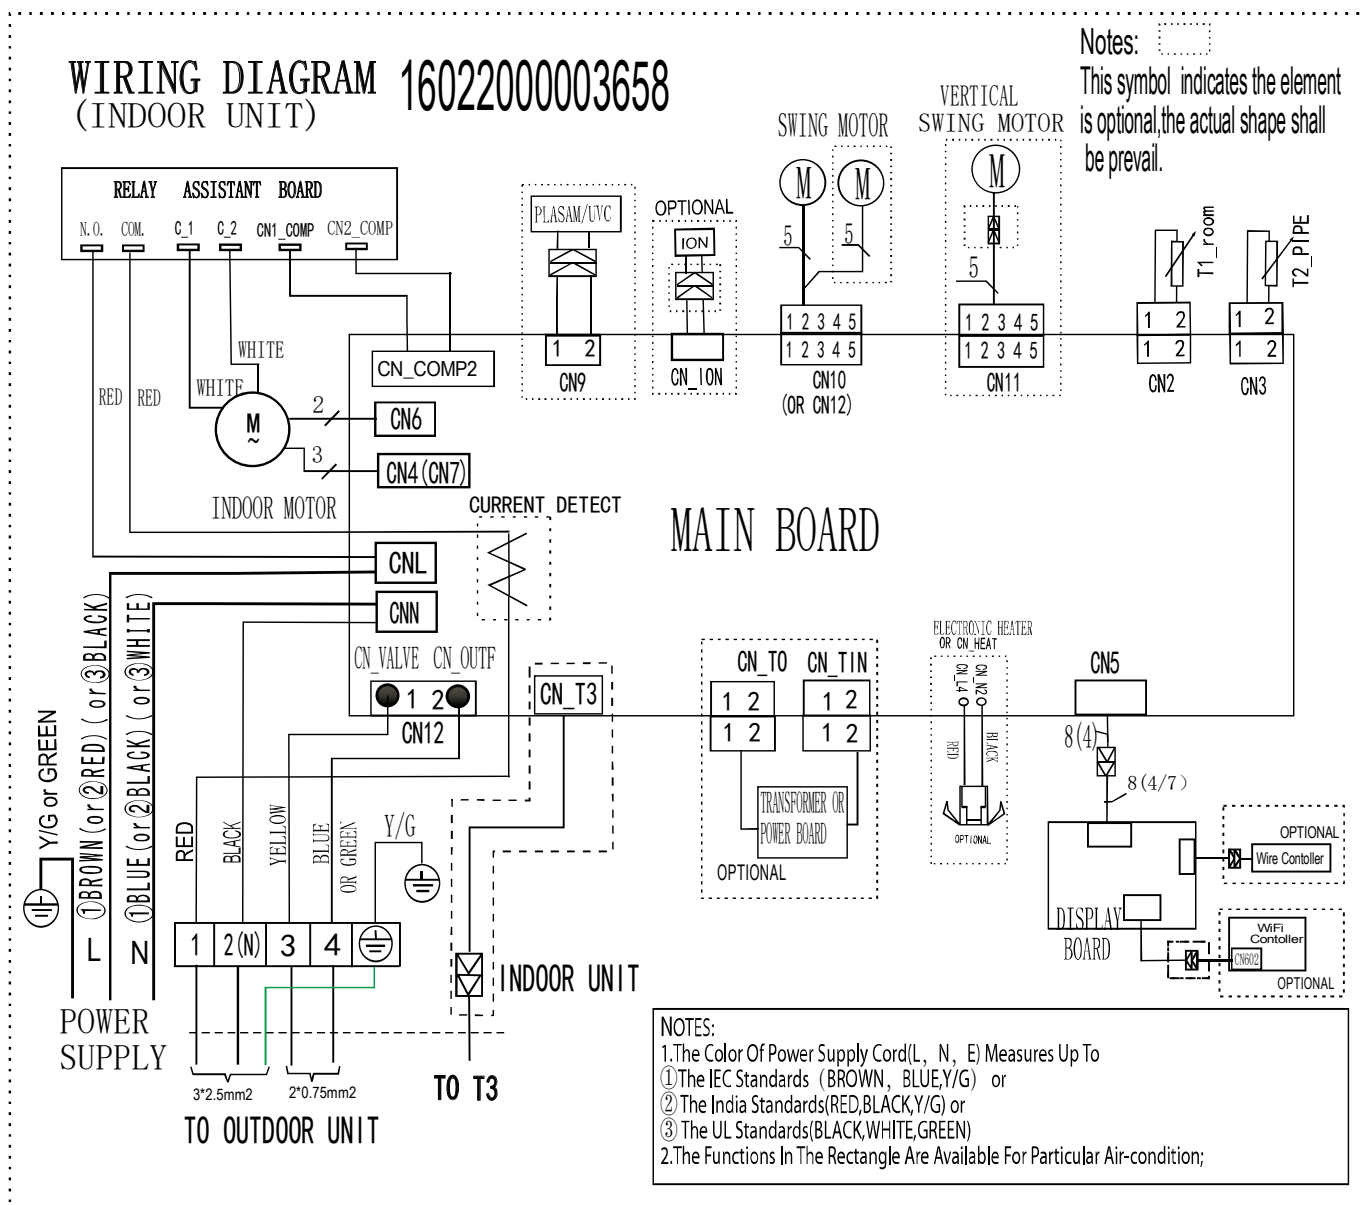 WIRING DIAGRAM 16022000003658
(INDOOR UNIT)
Notes:
This symbol indicates the element
is optional,the actual shape shall
be prevail.
RELAY ASSISTANT BOARD
N.O. COM. C_1 C_2 CN1_COMP CN2_COMP
PLASAM/UVC
OPTIONAL
ION
SWING MOTOR
M M
5 5
VERTICAL
SWING MOTOR
M
5
T1_room
T2_PIPE
1 2 3 4 5
1 2 3 4 5
1 2
1 2
1 2 3 4 5
1 2 3 4 5
1 2
1 2
1 2
CN9
CN_ION
CN10
(OR CN12)
CN11
CN2
CN3
WHITE
WHITE
RED RED
CN_COMP2
M
~
2
3
CN6
CN4(CN7)
INDOOR MOTOR
CURRENT DETECT
MAIN BOARD
CNL
CNN
CN_VALVE CN_OUTF
1 2
CN12
CN_T3
CN_TO CN_TIN
1 2 1 2
1 2 1 2
TRANSFORMER OR
POWER BOARD
OPTIONAL
ELECTRONIC HEATER
OR CN_HEAT
CN_L4
CN_N2
RED
BLACK
OPTIONAL
CN5
8(4)
8(4/7)
DISPLAY
BOARD
OPTIONAL
Wire Contoller
WiFi
Contoller
CN602
OPTIONAL
Y/G or GREEN
①BROWN(or②RED)(or③BLACK)
①BLUE(or②BLACK)(or③WHITE)
L N
POWER
SUPPLY
RED
BLACK
YELLOW
BLUE
OR GREEN
Y/G
1 2(N) 3 4
3*2.5mm2 2*0.75mm2
TO OUTDOOR UNIT
INDOOR UNIT
TO T3
NOTES:
1.The Color Of Power Supply Cord(L, N, E) Measures Up To
①The IEC Standards (BROWN, BLUE,Y/G) or
② The India Standards(RED,BLACK,Y/G) or
③ The UL Standards(BLACK,WHITE,GREEN)
2.The Functions In The Rectangle Are Available For Particular Air-condition;